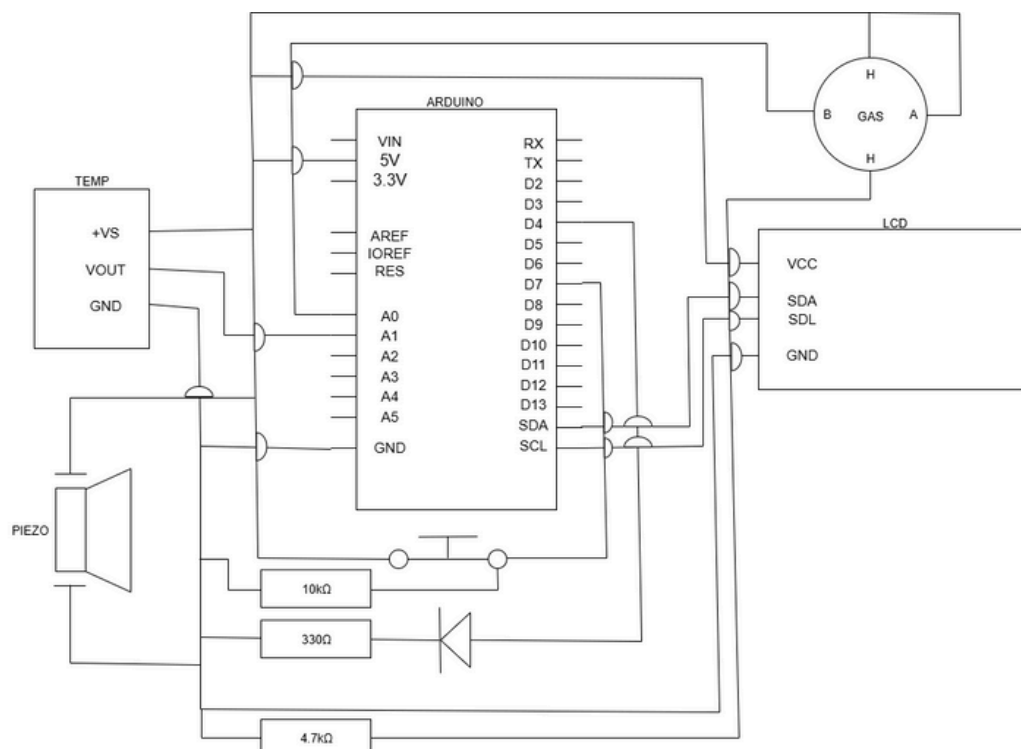 ARDUINO
VIN
5V
3.3V
AREF
IOREF
RES
A0
A1
A2
A3
A4
A5
GND
RX
TX
D2
D3
D4
D5
D6
D7
D8
D9
D10
D11
D12
D13
SDA
SCL
TEMP
+VS
VOUT
GND
H
B GAS A
H
LCD
VCC
SDA
SDL
GND
PIEZO
10kΩ
330Ω
4.7kΩ